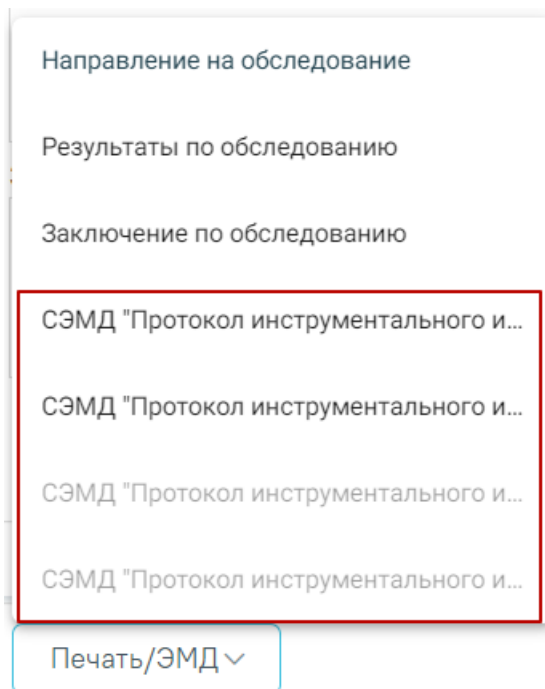 Направление на обследование
Результаты по обследованию
Заключение по обследованию
СЭМД "Протокол инструментального и...
СЭМД "Протокол инструментального и...
СЭМД "Протокол инструментального и...
СЭМД "Протокол инструментального и...
Печать/ЭМД